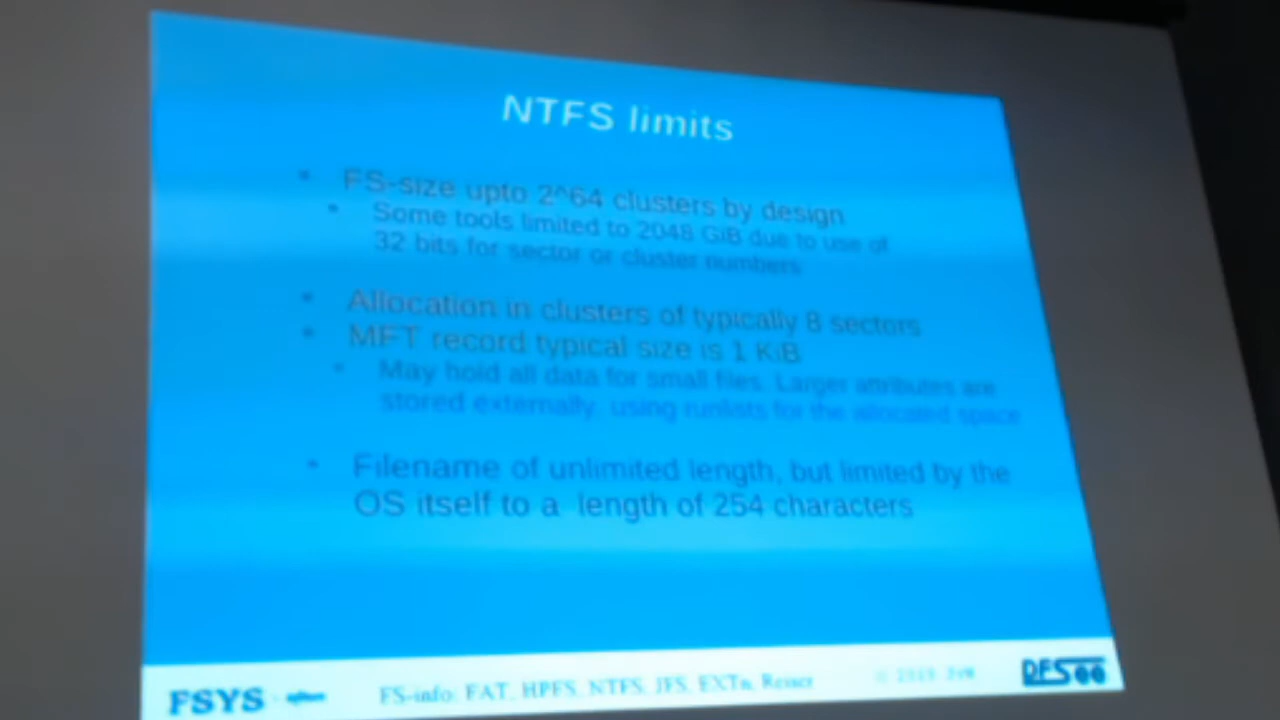 NTFS limits
FS-size upto 2^64 clusters by design
Some tools limited to 2048 GiB due to use of
32 bits for sector or cluster numbers
Allocation in clusters of typically 8 sectors
MFT record typical size is 1 KiB
May hold all data for small files. Larger attributes are
stored externally, using runlists for the allocated space
Filename of unlimited length, but limited by the
OS itself to a length of 254 characters
FSYS
FS-info: FAT, HPFS, NTFS, JFS, EXTn, Reiser
DFSee